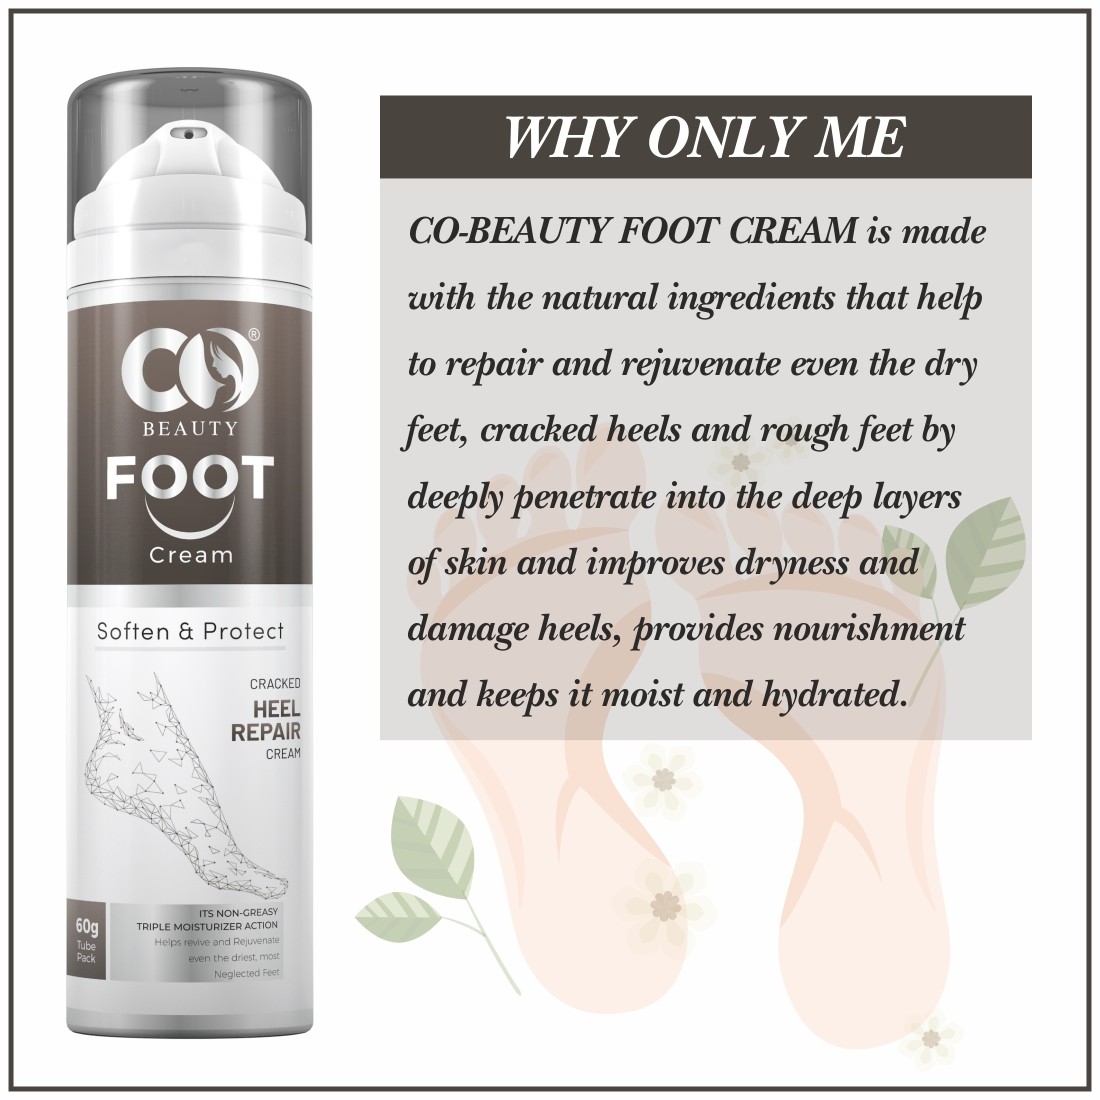 CO®
BEAUTY
FOOT
Cream
Soften & Protect
CRACKED
HEEL
REPAIR
CREAM
60g
Tube
Pack
ITS NON-GREASY
TRIPLE MOISTURIZER ACTION
Helps revive and Rejuvenate
even the driest, most
Neglected Feet
WHY ONLY ME
CO-BEAUTY FOOT CREAM is made
with the natural ingredients that help
to repair and rejuvenate even the dry
feet, cracked heels and rough feet by
deeply penetrate into the deep layers
of skin and improves dryness and
damage heels, provides nourishment
and keeps it moist and hydrated.